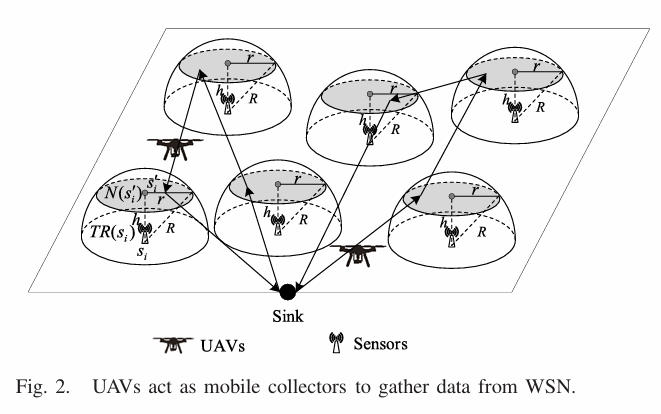 r
h
R
r
h
R
r
h
R
N(s'i) s'i
r
h
TR(si)
R
si
r
h
R
r
h
R
Sink
UAVs
Sensors
Fig. 2. UAVs act as mobile collectors to gather data from WSN.